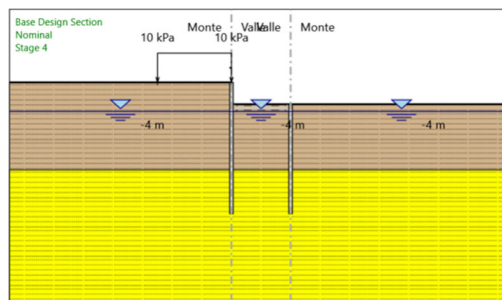 Base Design Section
Nominal
Stage 4
Monte
Valle
Valle
Monte
10 kPa
10 kPa
-4 m
-4 m
-4 m